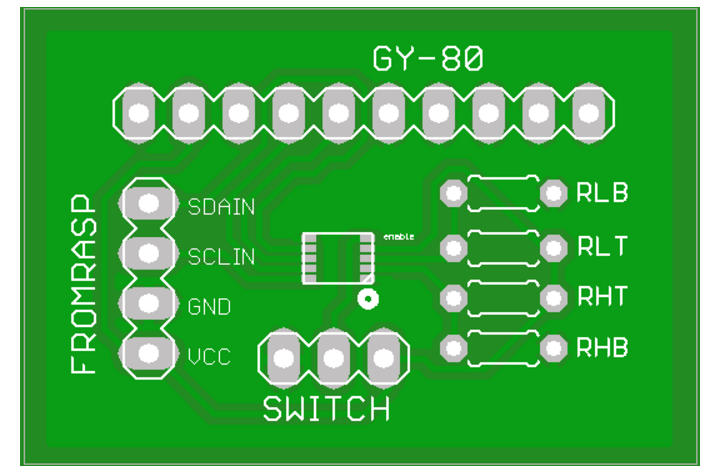 GY-80
FROMRASP
SDAIN
SCLIN
GND
VCC
enable
RLB
RLT
RHT
RHB
SWITCH